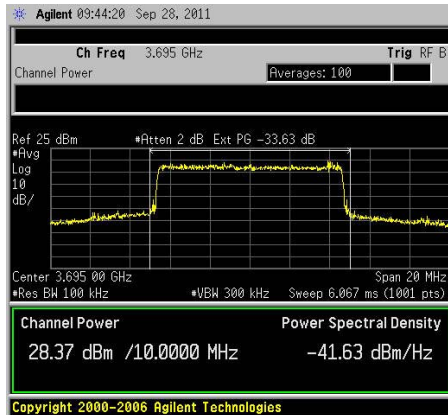 Agilent 09:44:20 Sep 28, 2011
Ch Freq 3.695 GHz Trig RF B
Channel Power Averages: 100
Ref 25 dBm #Atten 2 dB Ext PG -33.63 dB
#Avg
Log
10
dB/
Center 3.695 00 GHz Span 20 MHz
#Res BW 100 kHz #VBW 300 kHz Sweep 6.067 ms (1001 pts)
Channel Power Power Spectral Density
28.37 dBm /10.0000 MHz -41.63 dBm/Hz
Copyright 2000-2006 Agilent Technologies